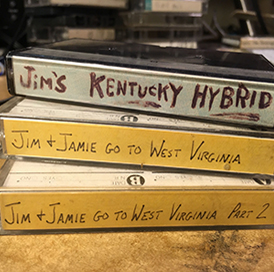 Jim's Kentucky Hybrid
B
Jim & Jamie go to West Virginia
B
Jim & Jamie go to West Virginia Part 2